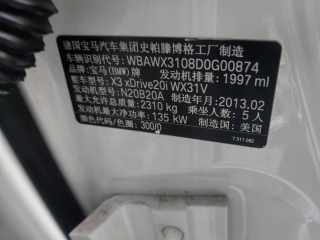 德国宝马汽车集团史帕滕博格工厂制造
车辆识别代号: WBAWX3108D0G00874
品牌: 宝马(BMW)牌 发动机排量: 1997 ml
型号: X3 xDrive20i WX31V
发动机型号: N20B20A 制造年月: 2013.02
最大允许总质量: 2310 kg 乘坐人数: 5 人
发动机最大净功率: 135 kW 制造国: 美国
颜色代码/色圈: 300/0
7 311 082